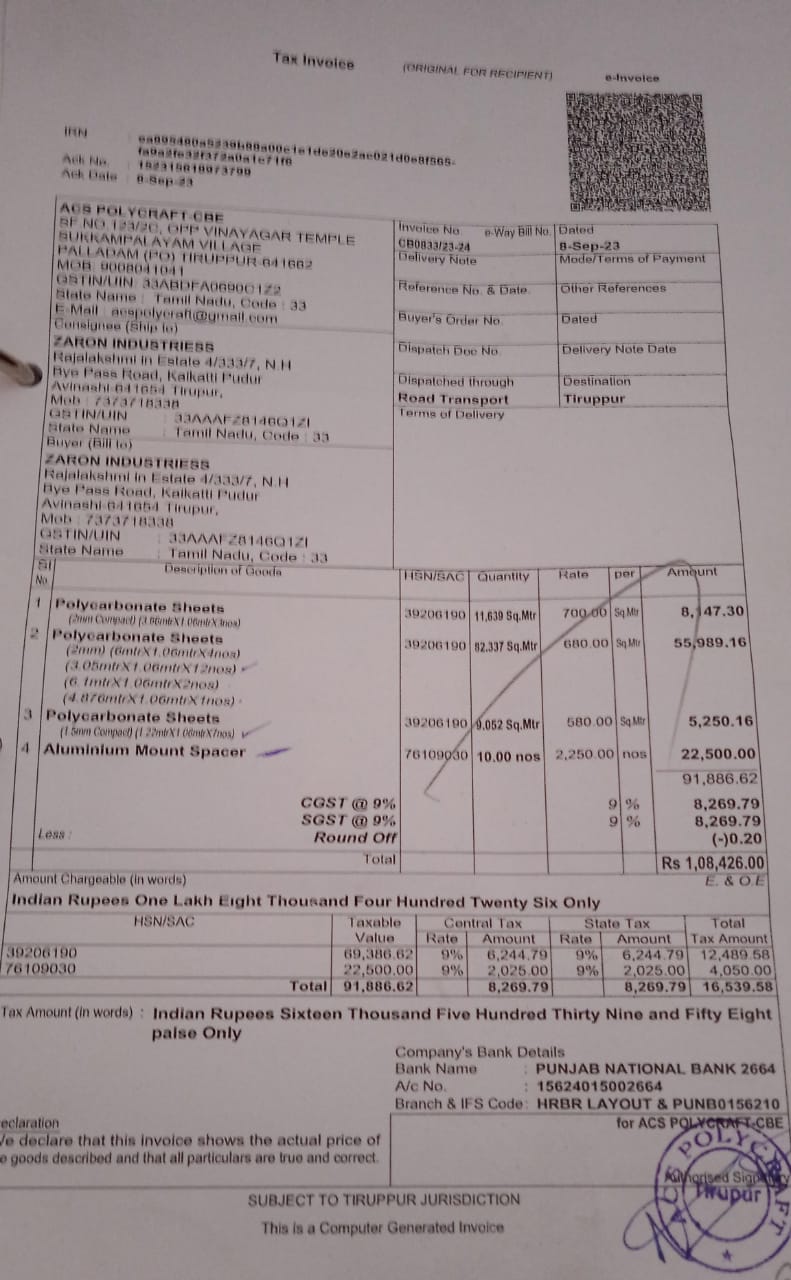 Tax Invoice
(ORIGINAL FOR RECIPIENT)
e-Invoice
IRN
Ack No.
Ack Date : 8-Sep-23
ACS POLYCRAFT-CBE
SF NO. 123/2C, OPP VINAYAGAR TEMPLE
SUKKAMPALAYAM VILLAGE
PALLADAM (PO) TIRUPPUR-641662
MOB: 9008041041
GSTIN/UIN: 33ABDFA0690C1Z2
State Name : Tamil Nadu, Code : 33
E-Mail : acspolycraft@gmail.com
Invoice No. e-Way Bill No. Dated
CB0833/23-24 8-Sep-23
Delivery Note Mode/Terms of Payment
Reference No. & Date. Other References
Buyer's Order No. Dated
Dispatch Doc No. Delivery Note Date
Dispatched through Destination
Road Transport Tiruppur
Terms of Delivery
Consignee (Ship to)
ZARON INDUSTRIESS
Rajalakshmi In Estate 4/333/7, N.H
Bye Pass Road, Kaikatti Pudur
Avinashi-641654 Tirupur,
Mob : 7373718338
GSTIN/UIN : 33AAAFZ8146Q1ZI
State Name : Tamil Nadu, Code : 33
Buyer (Bill to)
ZARON INDUSTRIESS
Rajalakshmi In Estate 4/333/7, N.H
Bye Pass Road, Kaikatti Pudur
Avinashi-641654 Tirupur,
Mob : 7373718338
GSTIN/UIN : 33AAAFZ8146Q1ZI
State Name : Tamil Nadu, Code : 33
Sl No. Description of Goods HSN/SAC Quantity Rate per Amount
1 Polycarbonate Sheets 39206190 11,639 Sq.Mtr 700.00 Sq.Mtr 8,147.30
(2mm Compact) (3.66mtrX1.06mtrX3nos)
2 Polycarbonate Sheets 39206190 82.337 Sq.Mtr 680.00 Sq.Mtr 55,989.16
(2mm) (6mtrX1.06mtrX4nos)
(3.05mtrX1.06mtrX12nos)
(6.1mtrX1.06mtrX2nos)
(4.876mtrX1.06mtrX1nos)
3 Polycarbonate Sheets 39206190 9.052 Sq.Mtr 580.00 Sq.Mtr 5,250.16
(1.5mm Compact) (1.22mtrX1.06mtrX7nos)
4 Aluminium Mount Spacer 76109030 10.00 nos 2,250.00 nos 22,500.00
91,886.62
CGST @ 9% 9 % 8,269.79
SGST @ 9% 9 % 8,269.79
Less : Round Off (-)0.20
Total Rs 1,08,426.00
Amount Chargeable (in words) E. & O.E
Indian Rupees One Lakh Eight Thousand Four Hundred Twenty Six Only
HSN/SAC Taxable Value Central Tax State Tax Total Tax Amount
Rate Amount Rate Amount
39206190 69,386.62 9% 6,244.79 9% 6,244.79 12,489.58
76109030 22,500.00 9% 2,025.00 9% 2,025.00 4,050.00
Total 91,886.62 8,269.79 8,269.79 16,539.58
Tax Amount (in words) : Indian Rupees Sixteen Thousand Five Hundred Thirty Nine and Fifty Eight
paise Only
Company's Bank Details
Bank Name : PUNJAB NATIONAL BANK 2664
A/c No. : 15624015002664
Branch & IFS Code : HRBR LAYOUT & PUNB0156210
eclaration
Ve declare that this invoice shows the actual price of
e goods described and that all particulars are true and correct.
for ACS POLYCRAFT-CBE
Authorised Signatory
ACS POLYCRAFT
Tirupur
SUBJECT TO TIRUPPUR JURISDICTION
This is a Computer Generated Invoice